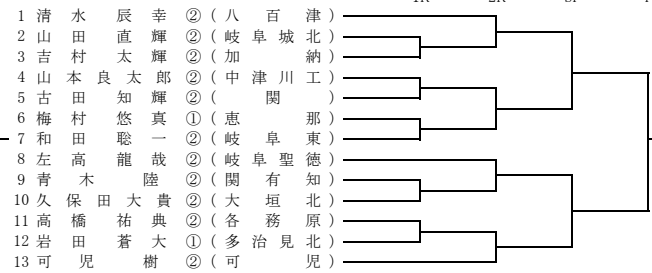 1 清水辰幸 ② (八百津)
2 山田直輝 ② (岐阜城北)
3 吉村太輝 ② (加納)
4 山本良太郎 ② (中津川工)
5 古田知輝 ② (関)
6 梅村悠真 ① (恵那)
7 和田聡一 ② (岐阜東)
8 左高龍哉 ② (岐阜聖徳)
9 青木陸 ② (関有知)
10 久保田大貴 ② (大垣北)
11 高橋祐典 ② (各務原)
12 岩田蒼大 ① (多治見北)
13 可児樹 ② (可児)